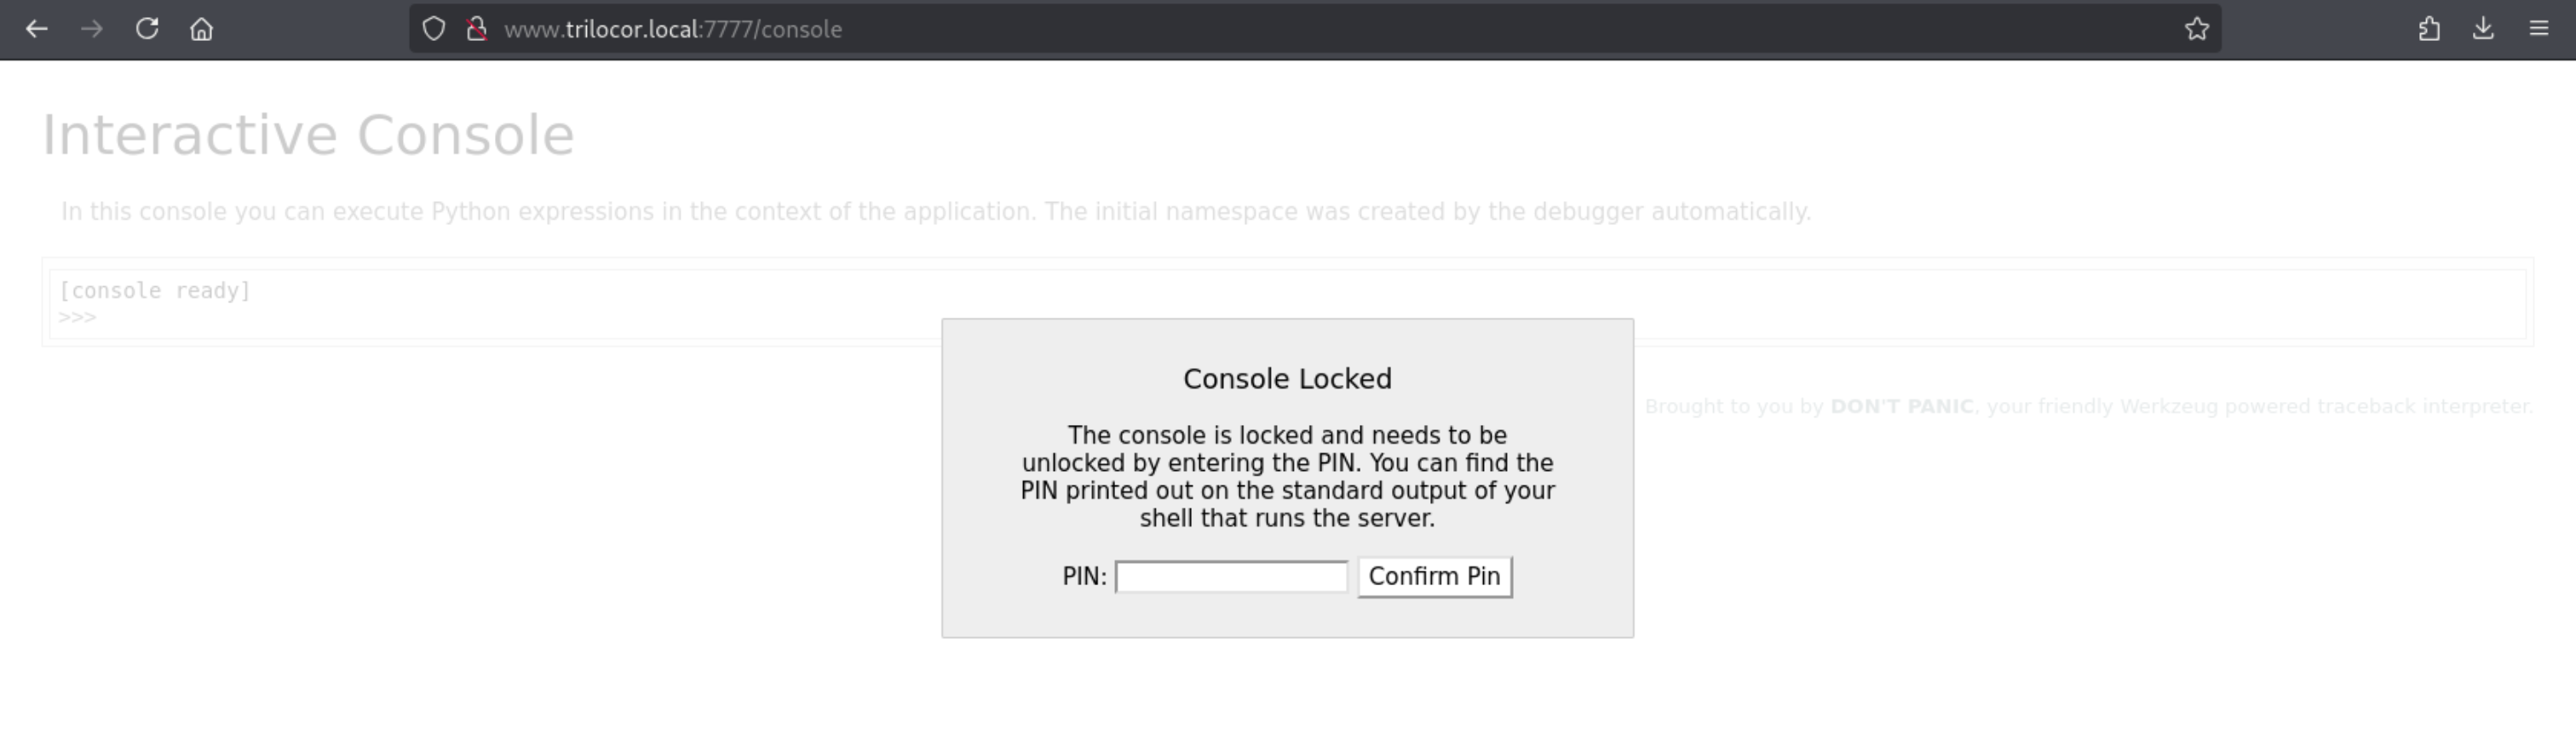 www.trilocor.local:7777/console
Interactive Console
In this console you can execute Python expressions in the context of the application. The initial namespace was created by the debugger automatically.
[console ready]
>>>
Console Locked
The console is locked and needs to be
unlocked by entering the PIN. You can find the
PIN printed out on the standard output of your
shell that runs the server.
PIN: Confirm Pin
Brought to you by DON'T PANIC, your friendly Werkzeug powered traceback interpreter.